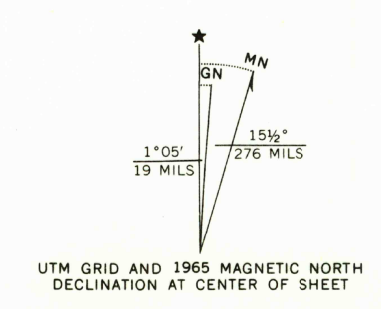 ★
MN
GN
1°05′
19 MILS
15½°
276 MILS
UTM GRID AND 1965 MAGNETIC NORTH
DECLINATION AT CENTER OF SHEET